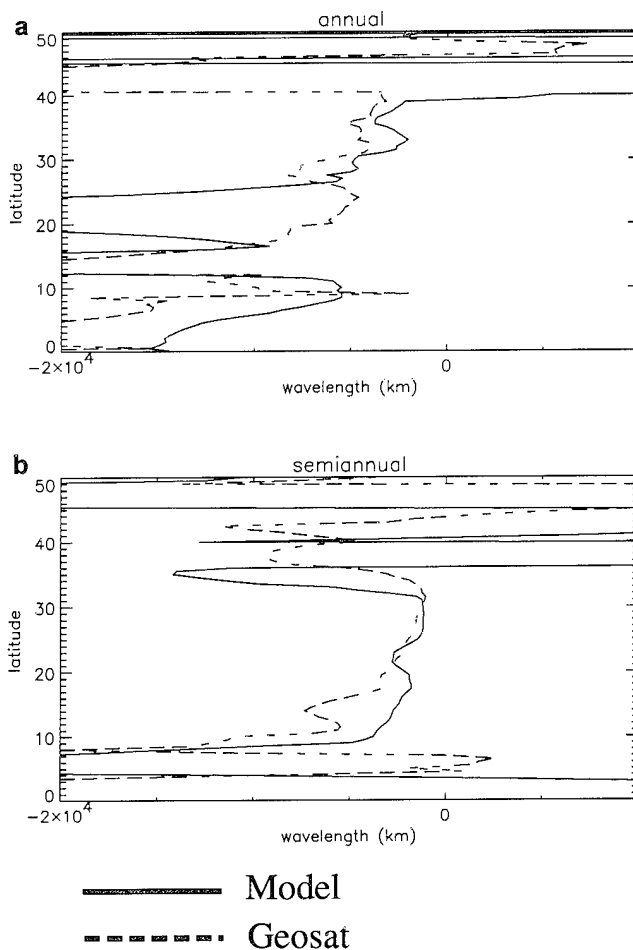 a
annual
50
40
30
20
10
0
latitude
−2×10⁴
0
wavelength (km)
b
semiannual
50
40
30
20
10
0
latitude
−2×10⁴
0
wavelength (km)
Model
Geosat